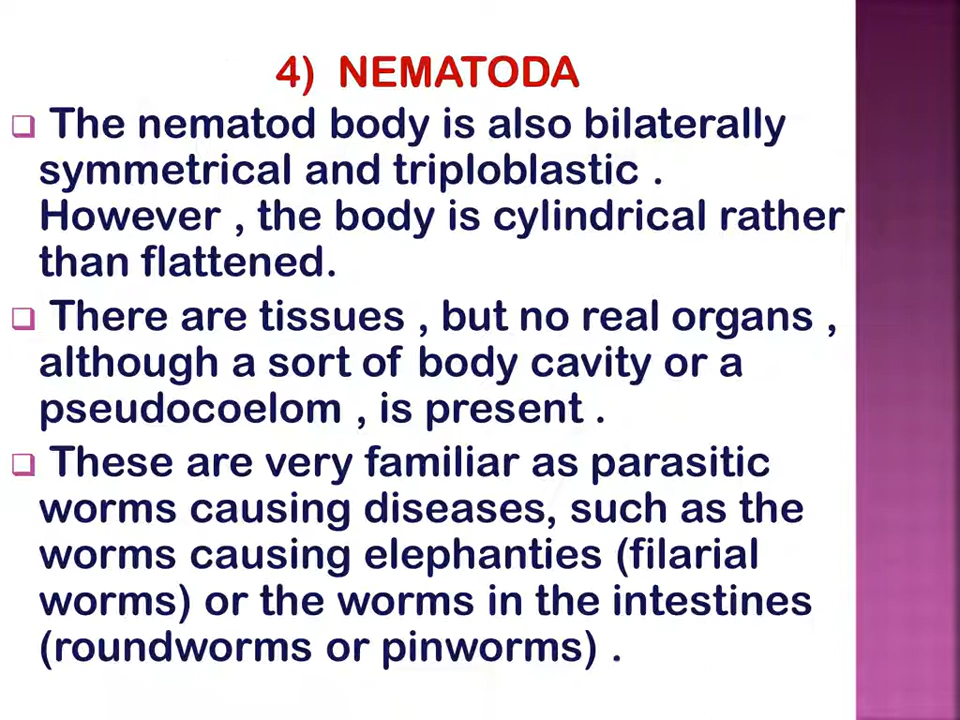 4) NEMATODA
The nematod body is also bilaterally
symmetrical and triploblastic .
However , the body is cylindrical rather
than flattened.
There are tissues , but no real organs ,
although a sort of body cavity or a
pseudocoelom , is present .
These are very familiar as parasitic
worms causing diseases, such as the
worms causing elephanties (filarial
worms) or the worms in the intestines
(roundworms or pinworms) .